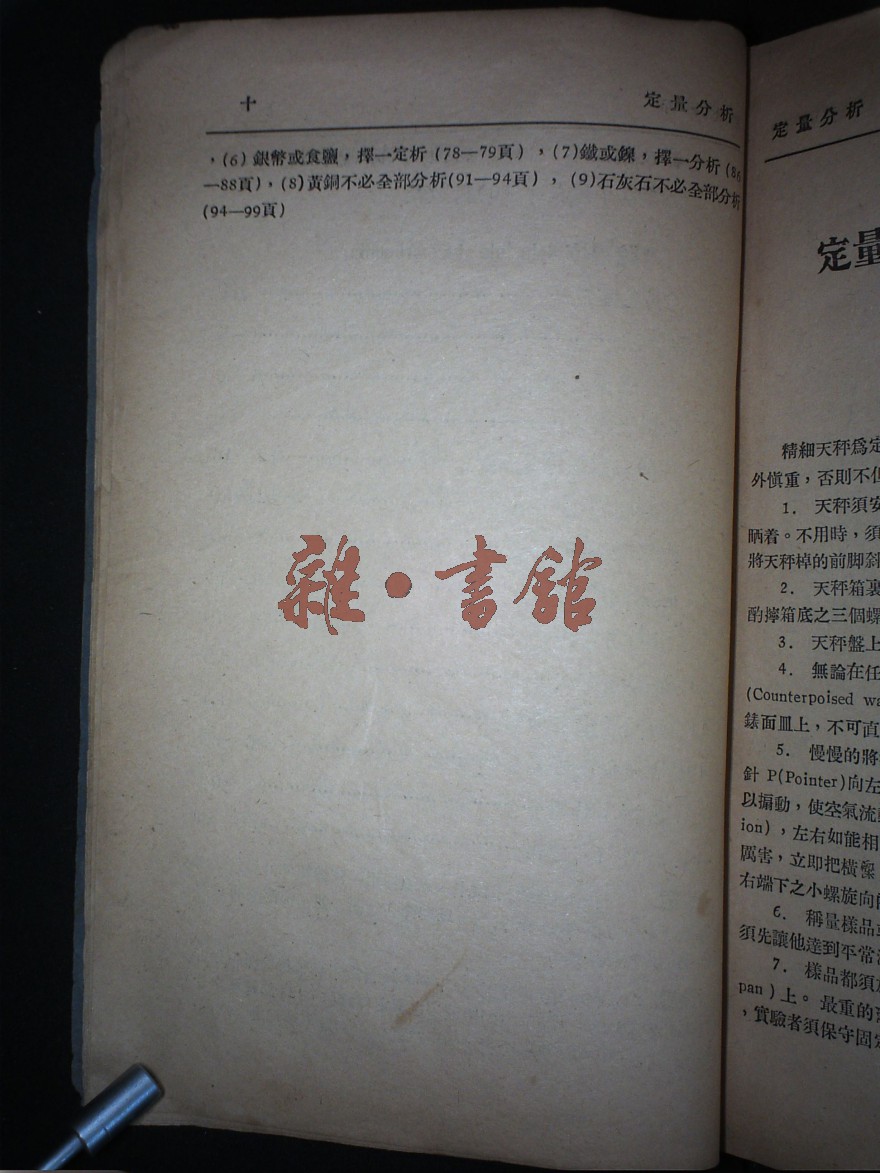 十 定量分析
，(6) 銀幣或食鹽，擇一定析 (78—79頁) ，(7)鐵或鎳，擇一分析 (86
—88頁)，(8)黃銅不必全部分析(91—94頁) ， (9)石灰石不必全部分析
(94—99頁)
雜·書館
定量分析
定量
精細天秤爲定
外愼重，否則不但
1. 天秤須安
晒着。不用時，須
將天秤棹的前脚斜
2. 天秤箱裏
酌擰箱底之三個螺
3. 天秤盤上
4. 無論在任
(Counterpoised wa
錶面皿上，不可直
5. 慢慢的將
針 P(Pointer)向左
以搧動，使空氣流動
ion)，左右如能相
厲害，立即把橫
右端下之小螺旋向
6. 稱量樣品
須先讓他達到平常
7. 樣品都須
pan ) 上。最重的
，實驗者須保守固定